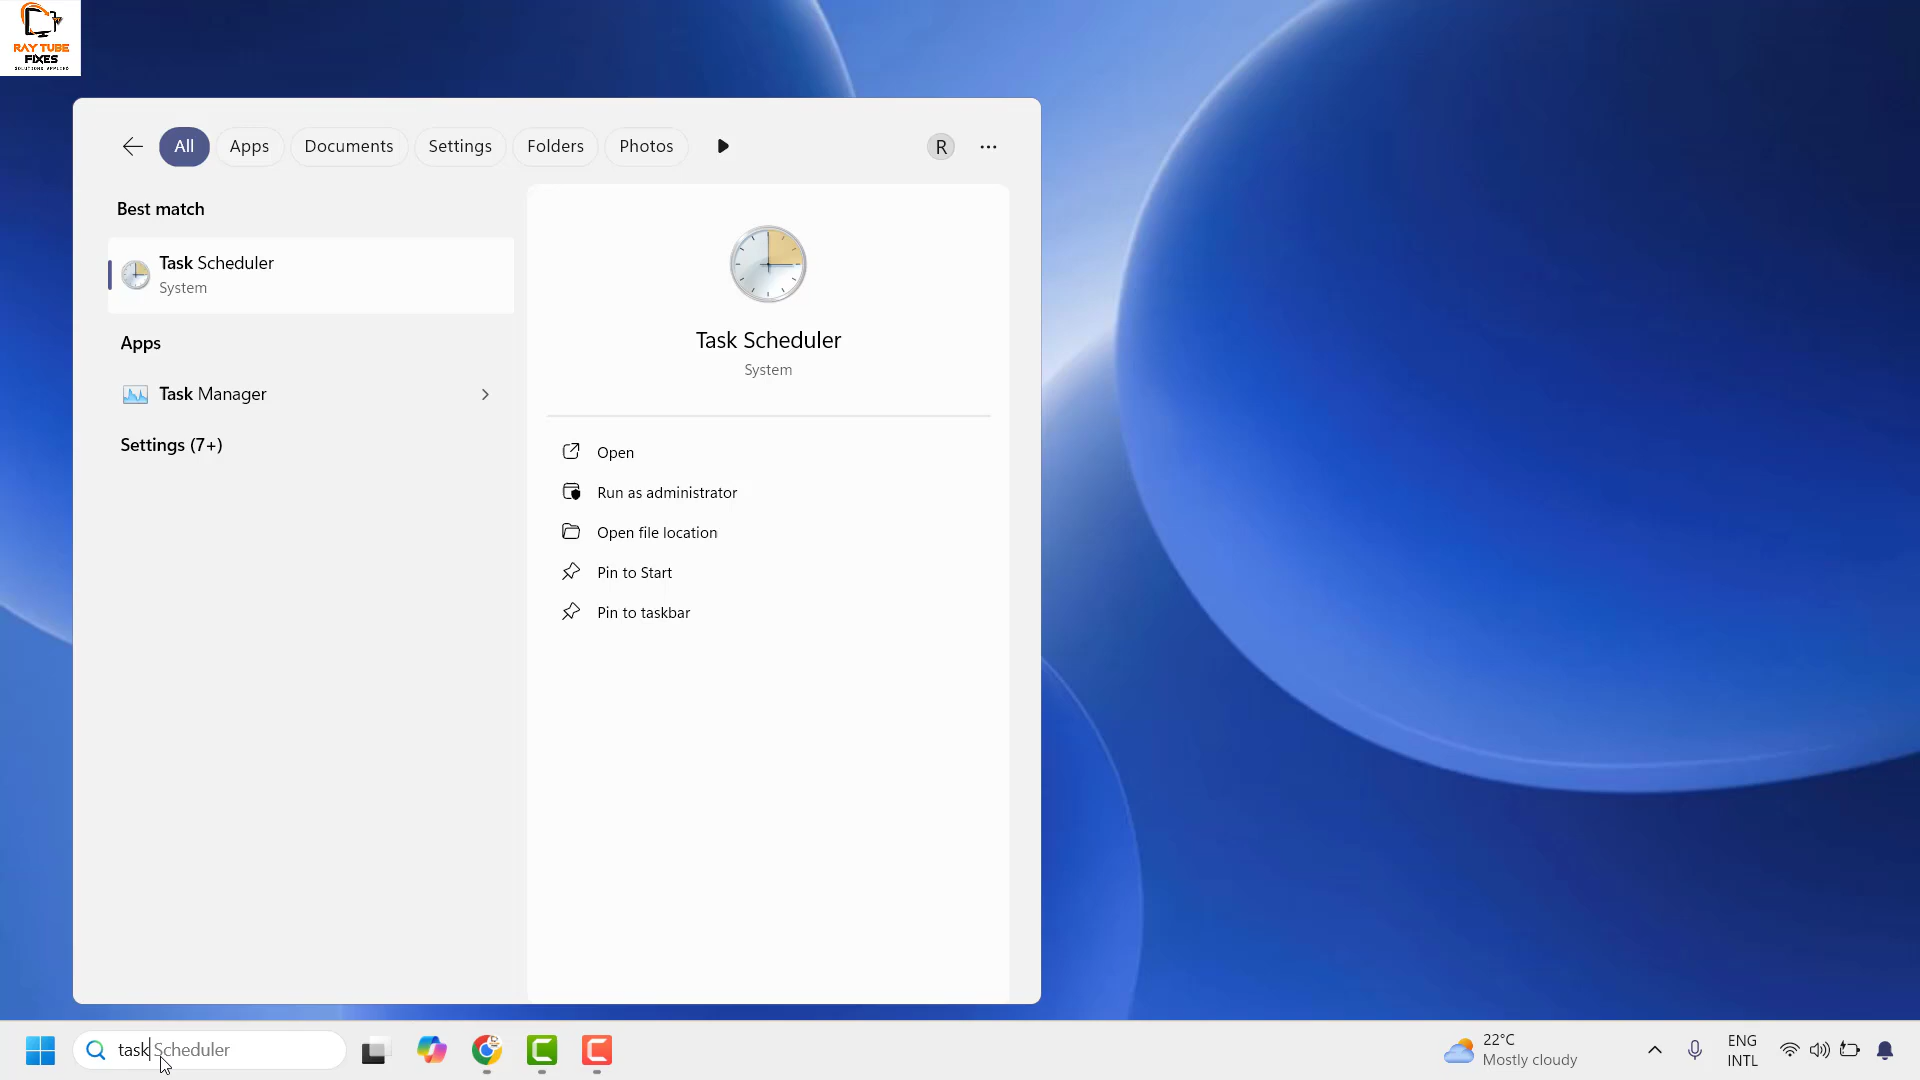 RAY TUBE
FIXES
SOLUTIONS APPLIED
All
Apps
Documents
Settings
Folders
Photos
R
Best match
Task Scheduler
System
Apps
Task Manager
Settings (7+)
Task Scheduler
System
Open
Run as administrator
Open file location
Pin to Start
Pin to taskbar
task Scheduler
22°C
Mostly cloudy
ENG
INTL